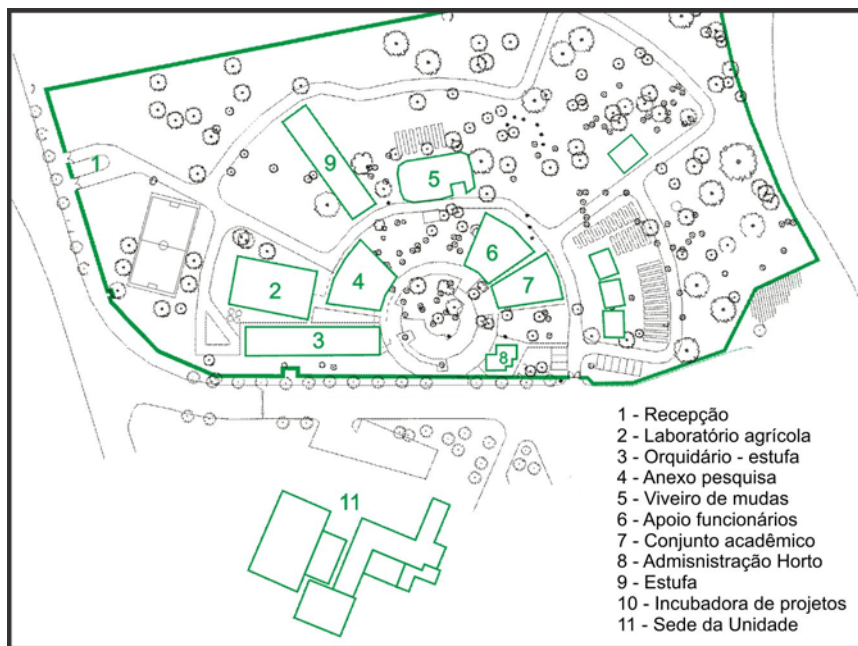 1
9
5
6
2
4
7
3
8
11
1 - Recepção
2 - Laboratório agrícola
3 - Orquidário - estufa
4 - Anexo pesquisa
5 - Viveiro de mudas
6 - Apoio funcionários
7 - Conjunto acadêmico
8 - Admisnistração Horto
9 - Estufa
10 - Incubadora de projetos
11 - Sede da Unidade